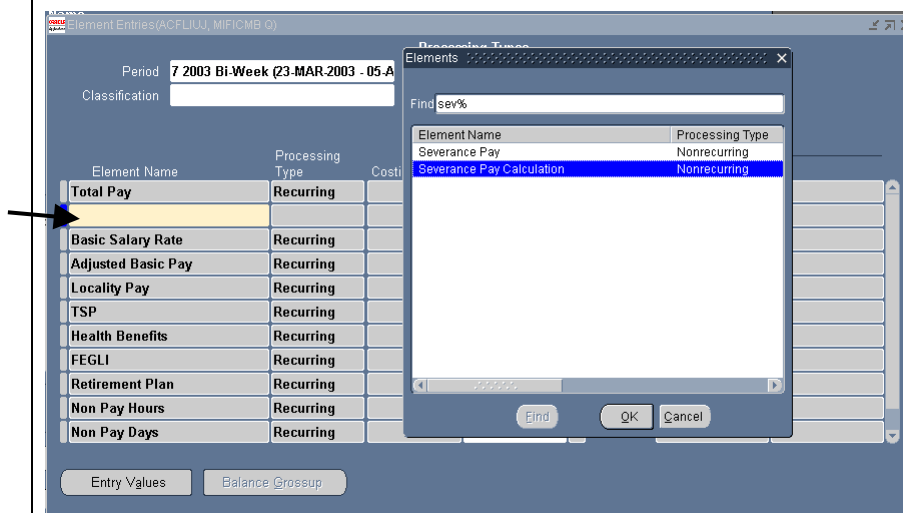 Element Entries(ACFLIUJ, MIFICMB Q)
Period 7 2003 Bi-Week (23-MAR-2003 - 05-A
Classification
Elements
Find sev%
Element Name Processing Type
Severance Pay Nonrecurring
Severance Pay Calculation Nonrecurring
Find OK Cancel
Element Name Processing Type Costi
Total Pay Recurring
Basic Salary Rate Recurring
Adjusted Basic Pay Recurring
Locality Pay Recurring
TSP Recurring
Health Benefits Recurring
FEGLI Recurring
Retirement Plan Recurring
Non Pay Hours Recurring
Non Pay Days Recurring
Entry Values Balance Grossup